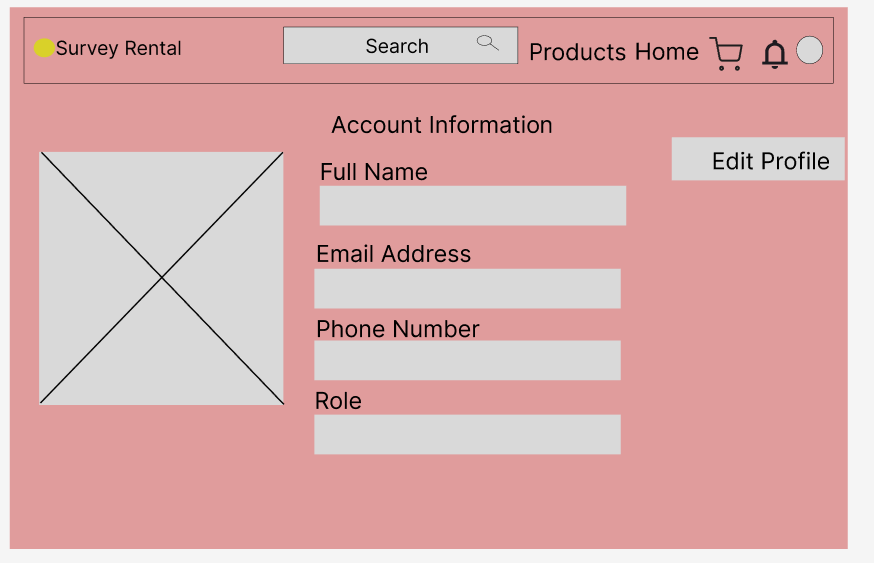 Survey Rental
Search
Products Home
Account Information
Edit Profile
Full Name
Email Address
Phone Number
Role